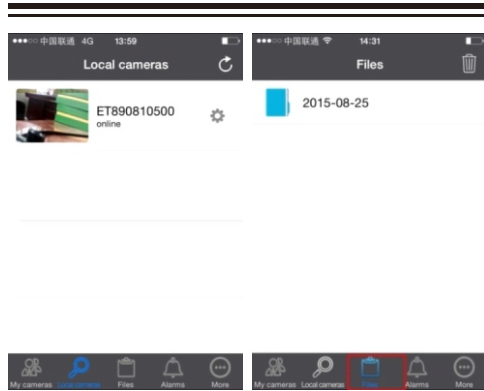 中国联通 4G 13:59
Local cameras
ET890810500
online
My cameras Local cameras Files Alarms More
中国联通 14:31
Files
2015-08-25
My cameras Local cameras Files Alarms More